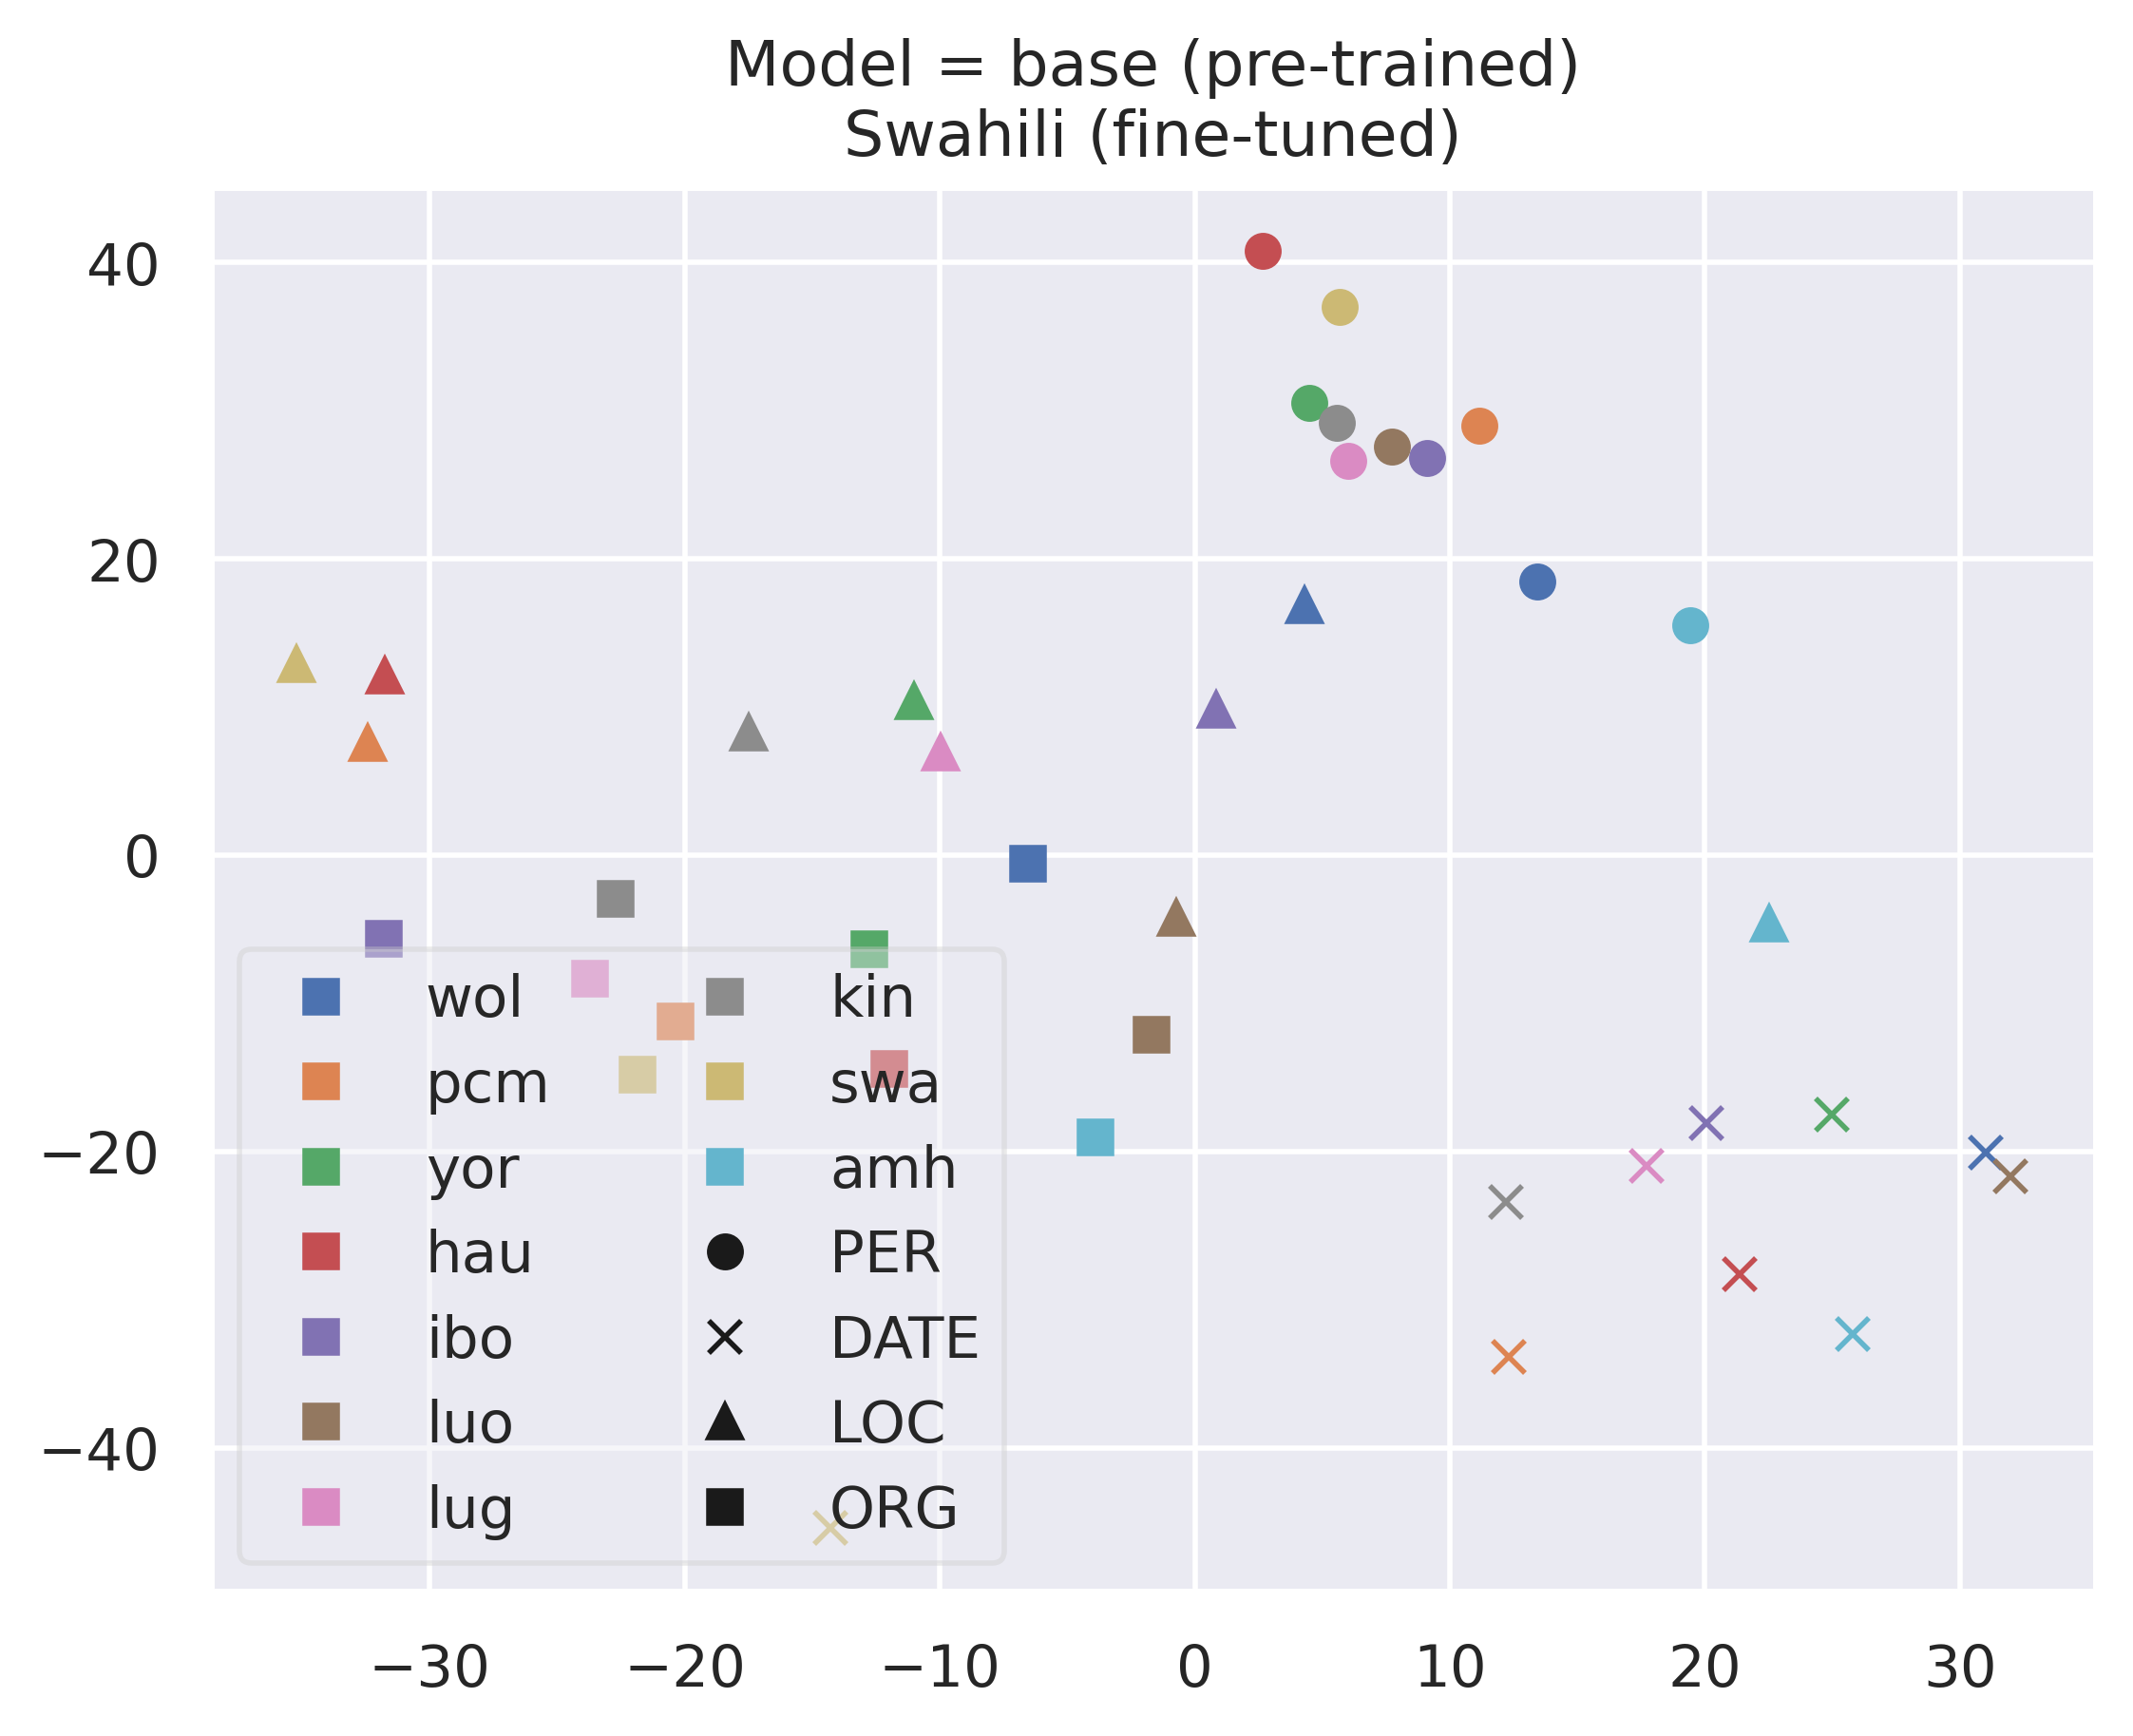 Model = base (pre-trained)
Swahili (fine-tuned)
40
20
0
−20
−40
wol
pcm
yor
hau
ibo
luo
lug
kin
swa
amh
PER
DATE
LOC
ORG
−30 −20 −10 0 10 20 30